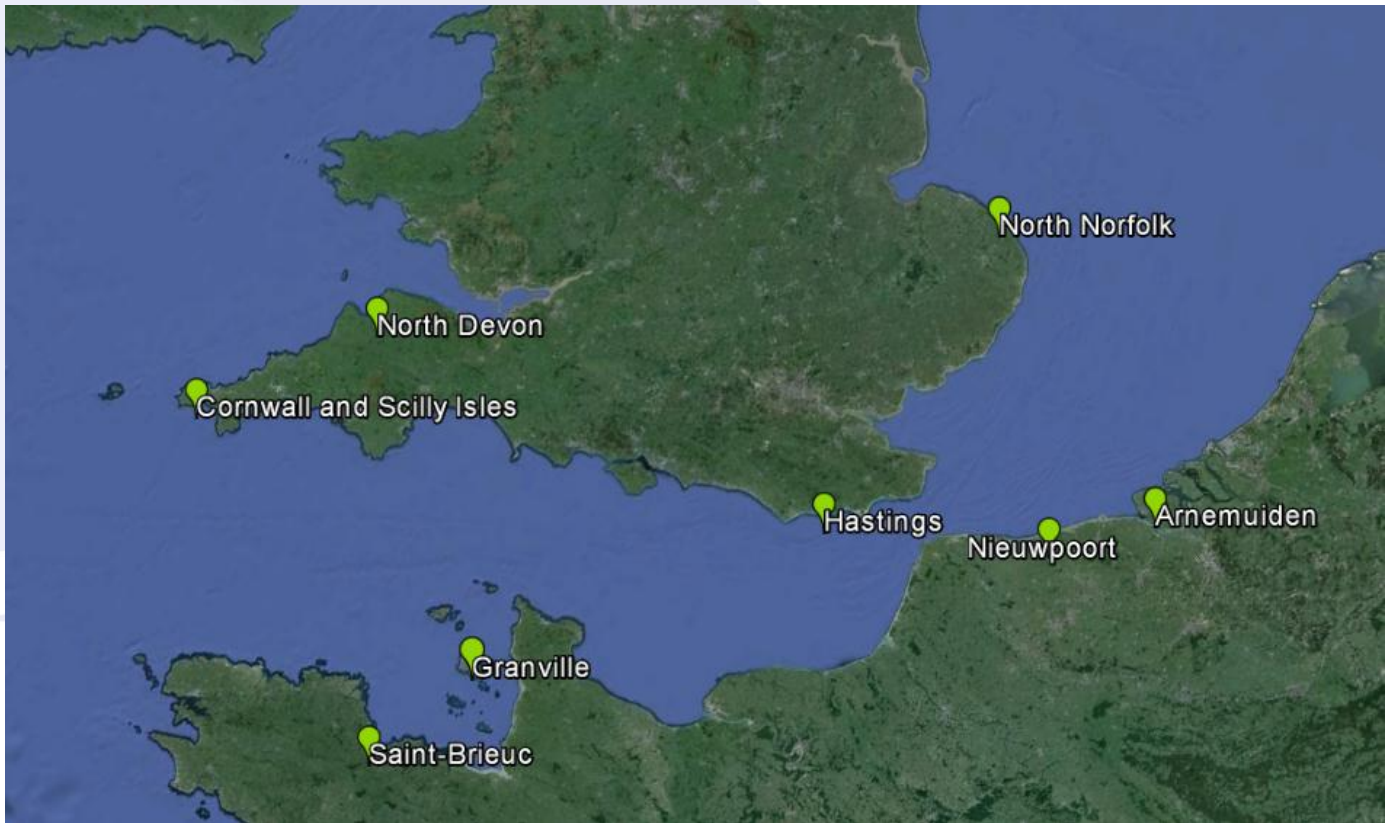 North Norfolk
North Devon
Cornwall and Scilly Isles
Hastings
Arnemuiden
Nieuwpoort
Granville
Saint-Brieuc